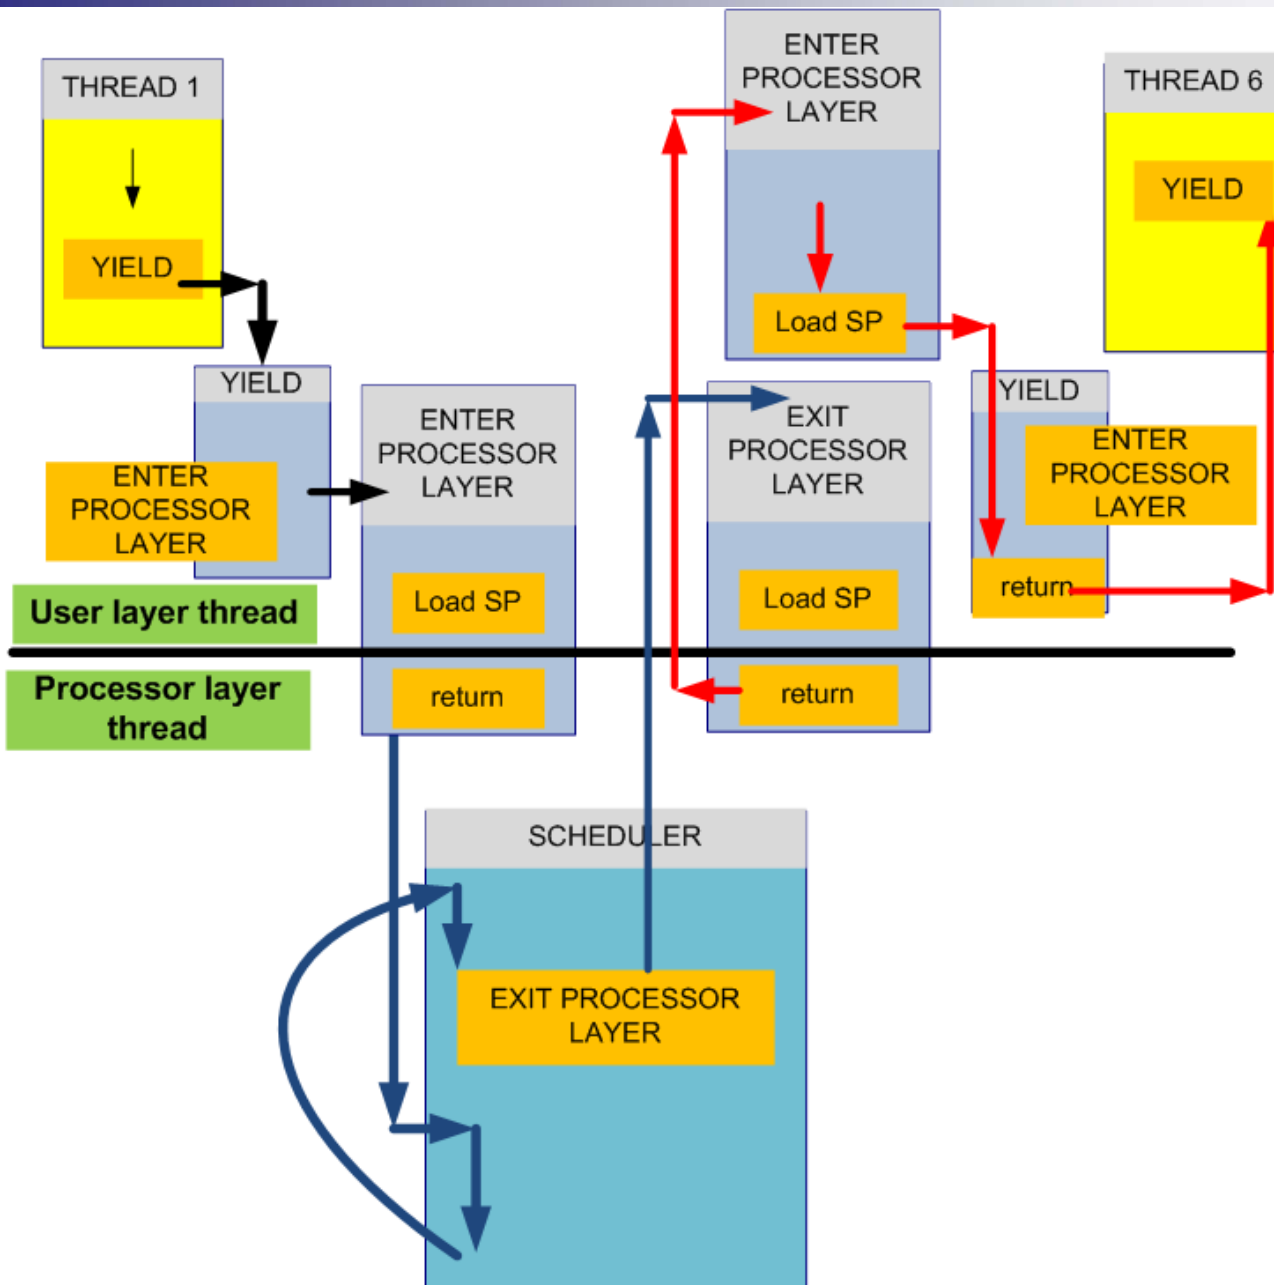 THREAD 1
YIELD
YIELD
ENTER
PROCESSOR
LAYER
ENTER
PROCESSOR
LAYER
Load SP
return
User layer thread
Processor layer
thread
SCHEDULER
EXIT PROCESSOR
LAYER
ENTER
PROCESSOR
LAYER
Load SP
EXIT
PROCESSOR
LAYER
Load SP
return
YIELD
ENTER
PROCESSOR
LAYER
return
THREAD 6
YIELD